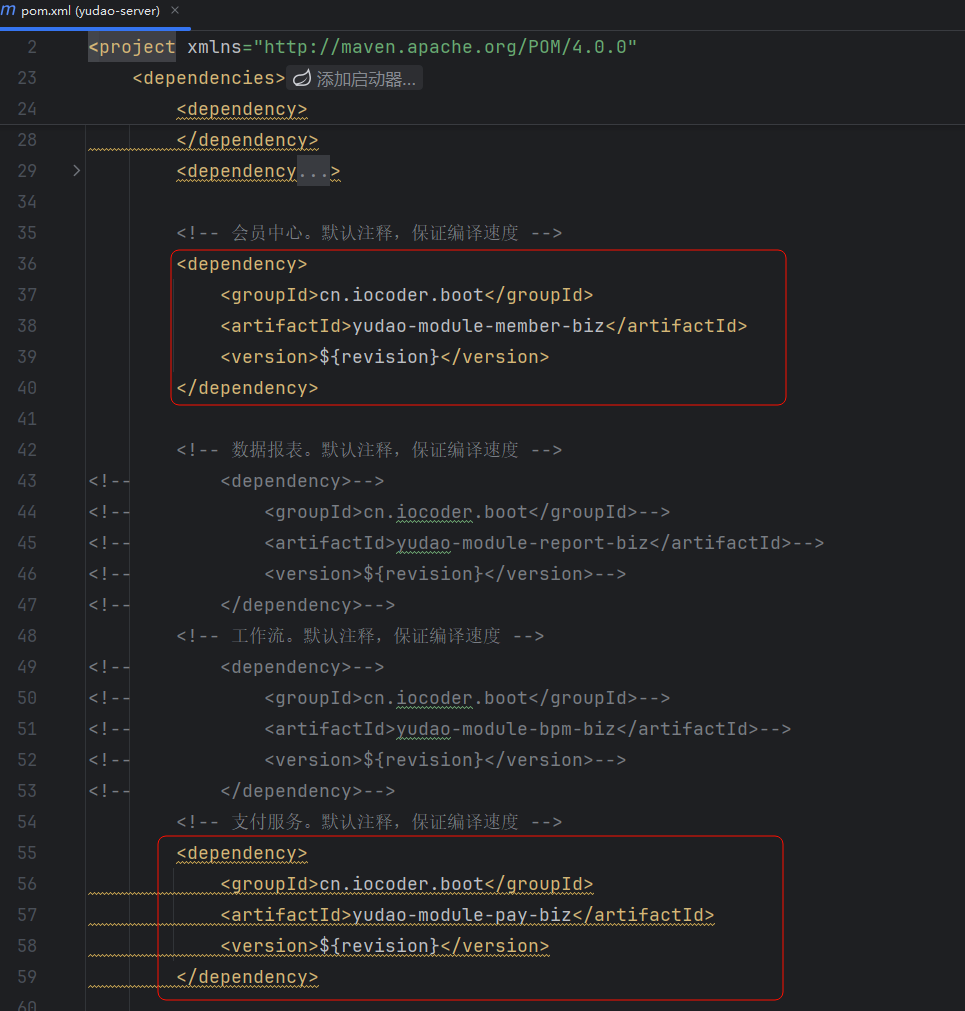 m pom.xml (yudao-server) ×
2 <project xmlns="http://maven.apache.org/POM/4.0.0"
23 <dependencies> 添加启动器...
24 <dependency>
28 </dependency>
29 <dependency...>
34
35 <!-- 会员中心。默认注释，保证编译速度 -->
36 <dependency>
37 <groupId>cn.iocoder.boot</groupId>
38 <artifactId>yudao-module-member-biz</artifactId>
39 <version>${revision}</version>
40 </dependency>
41
42 <!-- 数据报表。默认注释，保证编译速度 -->
43 <!-- <dependency>-->
44 <!-- <groupId>cn.iocoder.boot</groupId>-->
45 <!-- <artifactId>yudao-module-report-biz</artifactId>-->
46 <!-- <version>${revision}</version>-->
47 <!-- </dependency>-->
48 <!-- 工作流。默认注释，保证编译速度 -->
49 <!-- <dependency>-->
50 <!-- <groupId>cn.iocoder.boot</groupId>-->
51 <!-- <artifactId>yudao-module-bpm-biz</artifactId>-->
52 <!-- <version>${revision}</version>-->
53 <!-- </dependency>-->
54 <!-- 支付服务。默认注释，保证编译速度 -->
55 <dependency>
56 <groupId>cn.iocoder.boot</groupId>
57 <artifactId>yudao-module-pay-biz</artifactId>
58 <version>${revision}</version>
59 </dependency>
60